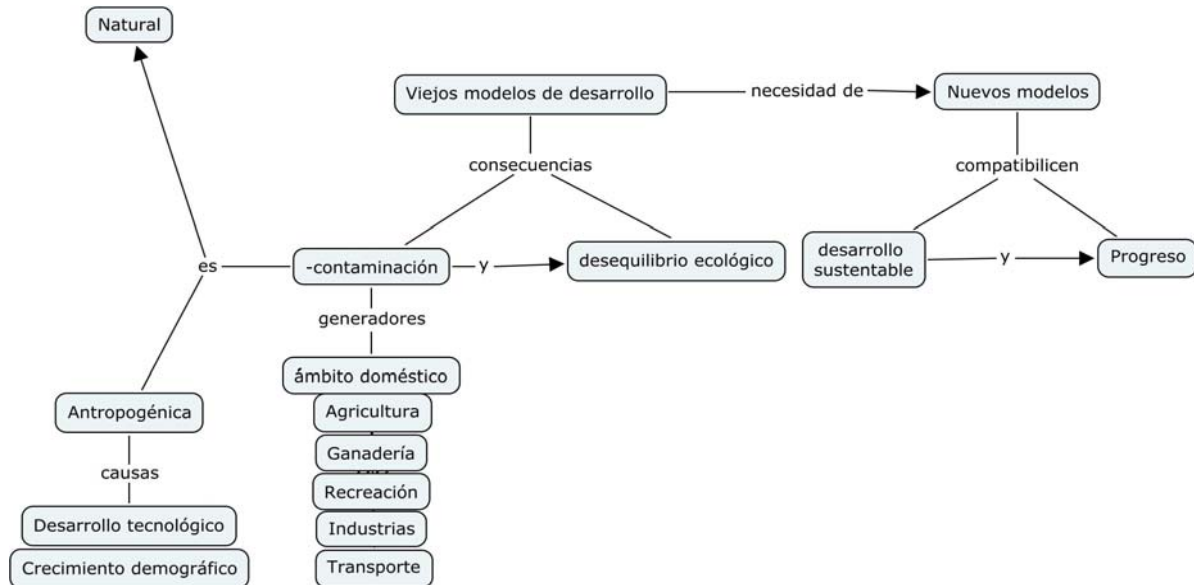 Natural
Viejos modelos de desarrollo
necesidad de
Nuevos modelos
consecuencias
compatibilicen
es
-contaminación
y
desequilibrio ecológico
desarrollo
sustentable
y
Progreso
generadores
ámbito doméstico
Antropogénica
Agricultura
Ganadería
causas
Recreación
Desarrollo tecnológico
Industrias
Crecimiento demográfico
Transporte